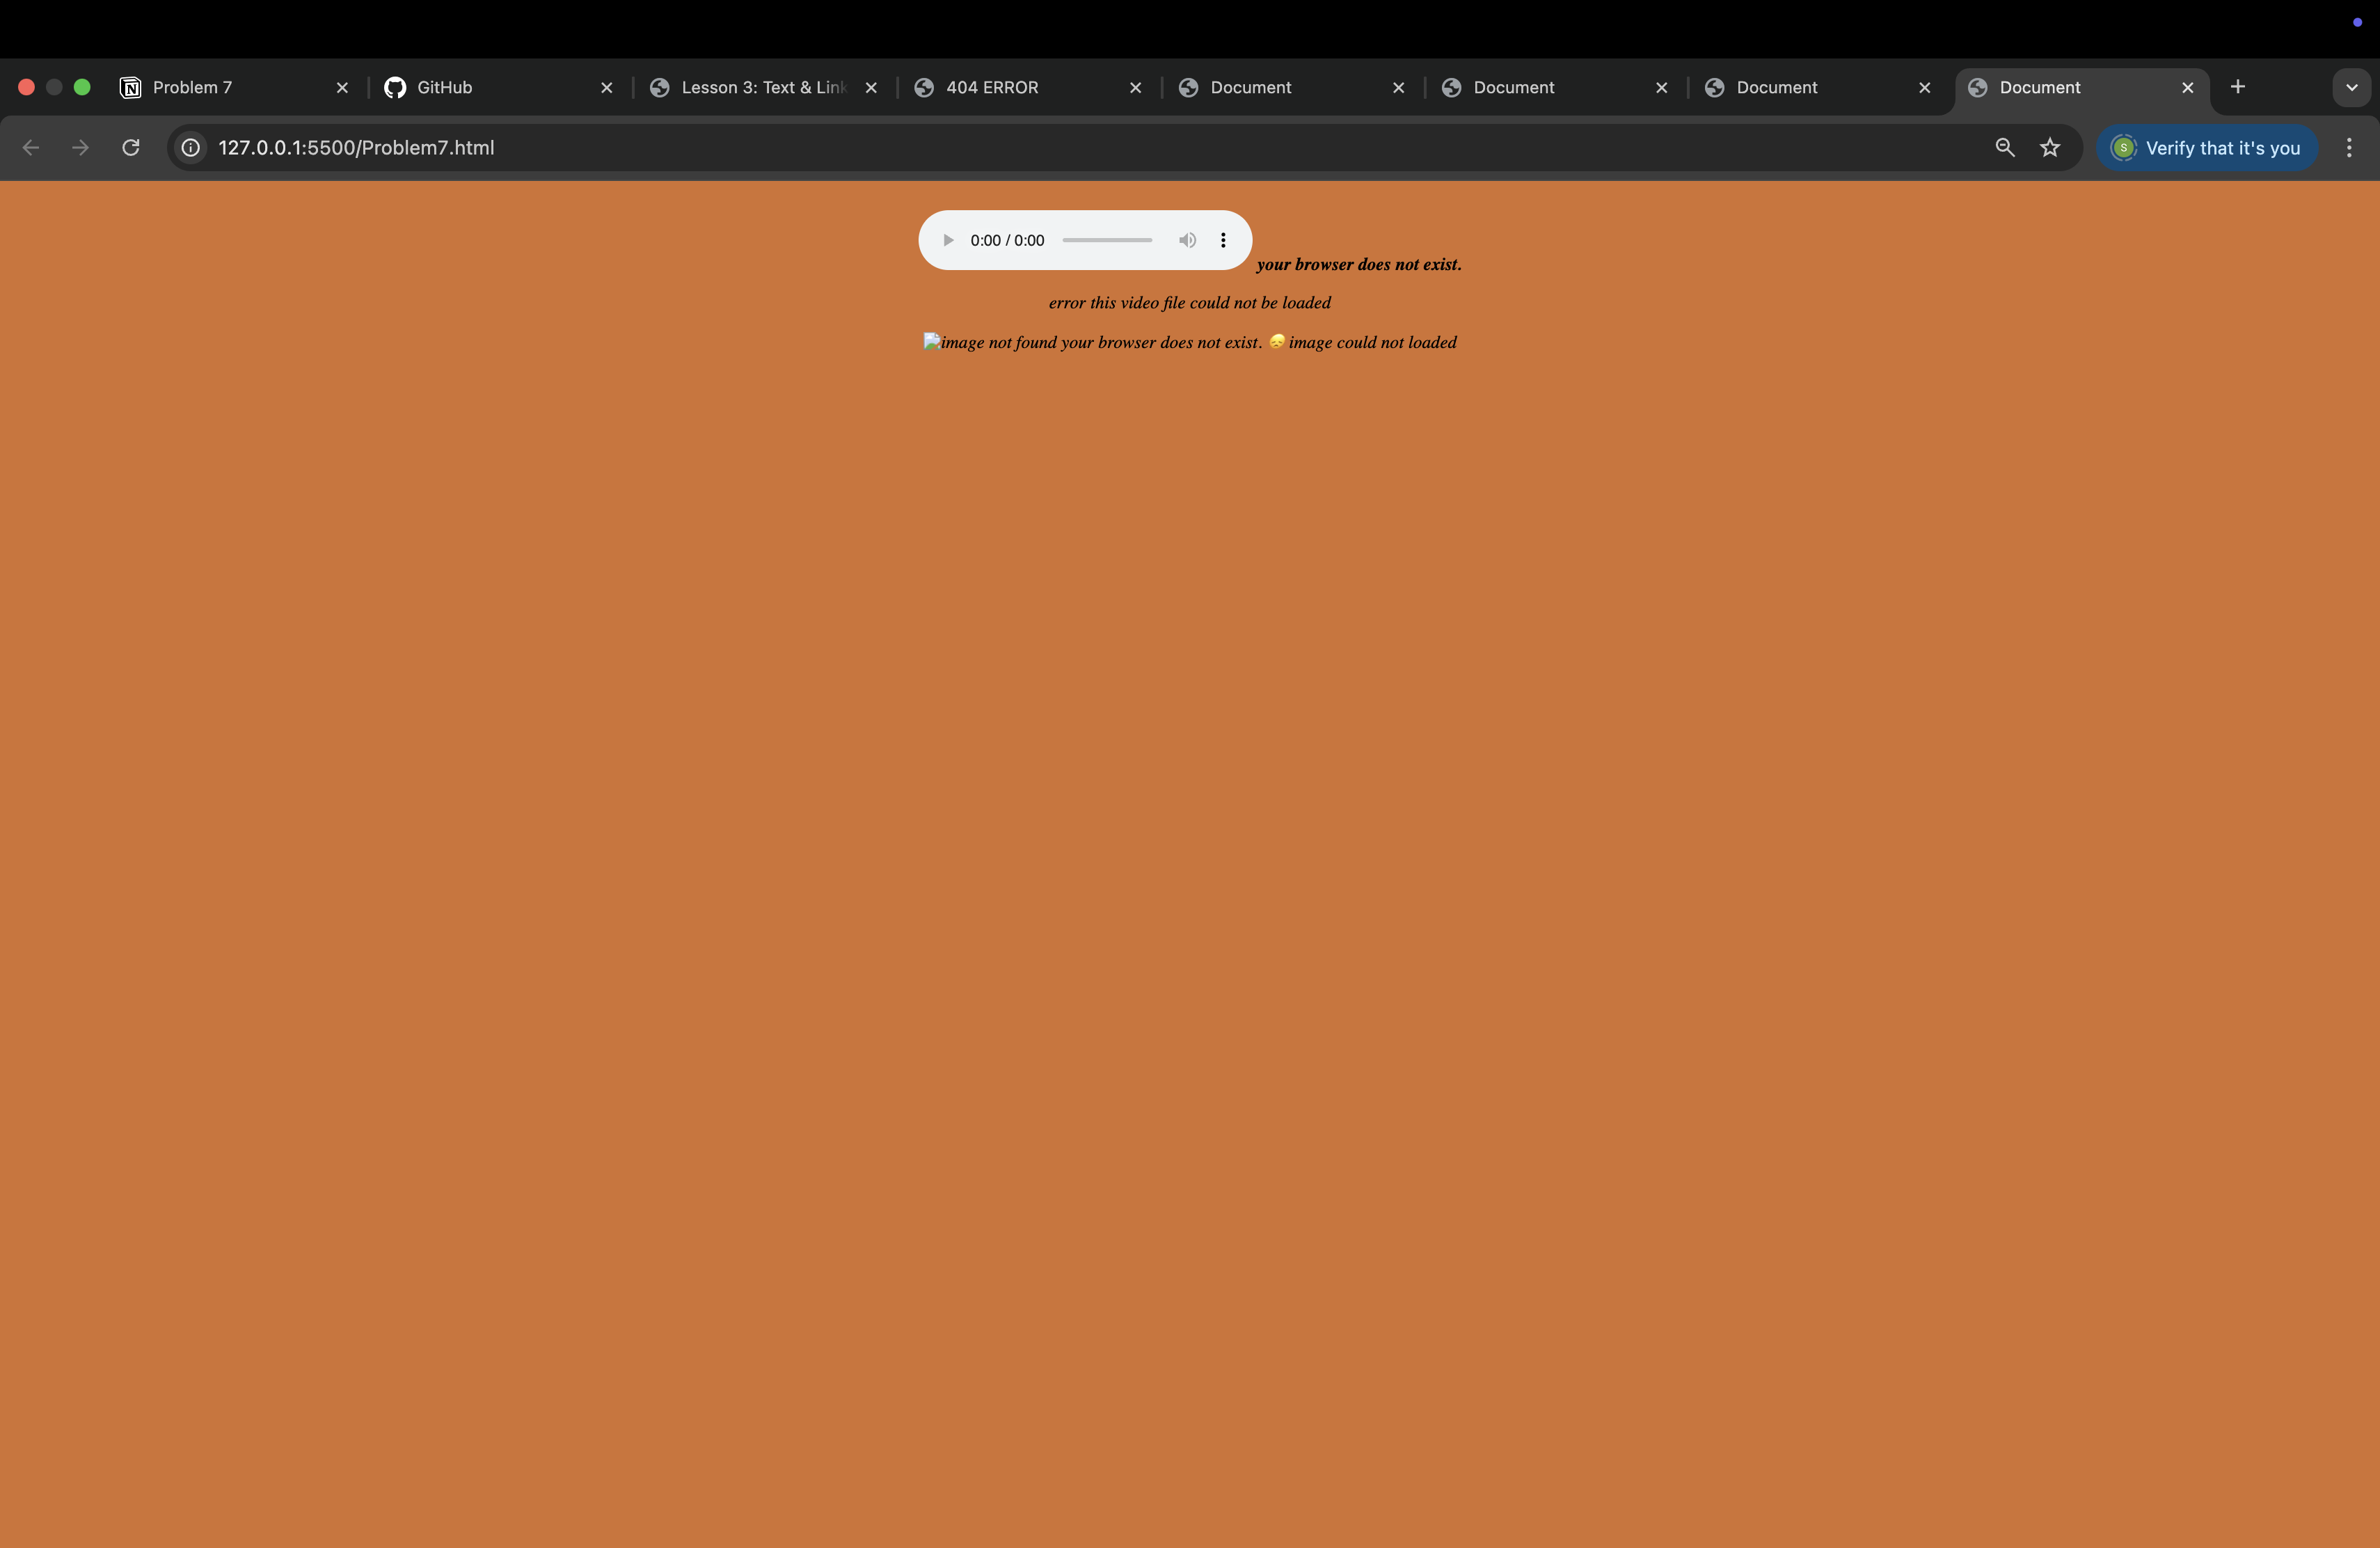 Problem 7
GitHub
Lesson 3: Text & Link
404 ERROR
Document
Document
Document
Document
127.0.0.1:5500/Problem7.html
S
Verify that it's you
0:00 / 0:00
your browser does not exist.
error this video file could not be loaded
image not found your browser does not exist. 😞 image could not loaded